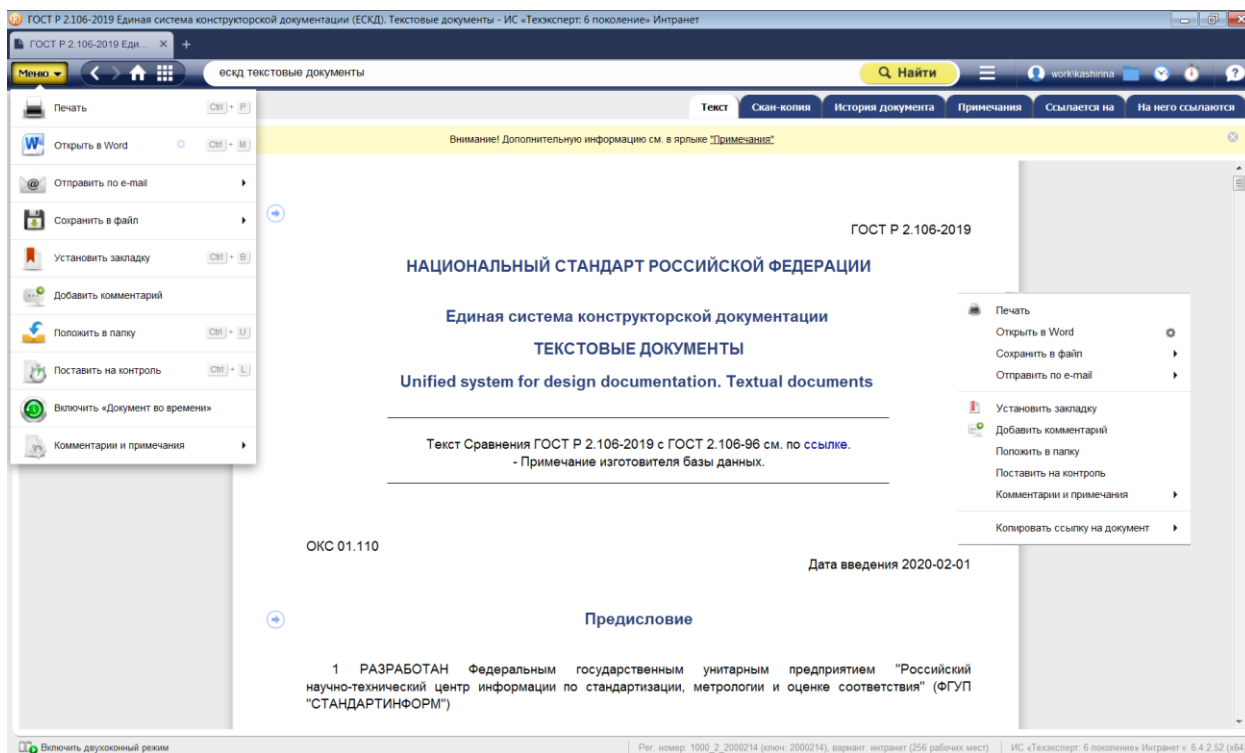 ГОСТ Р 2.106-2019 Единая система конструкторской документации (ЕСКД). Текстовые документы - ИС «Техэксперт: 6 поколение» Интранет
ГОСТ Р 2.106-2019 Еди...
Меню
ескд текстовые документы
Найти
work\kashirina
Текст
Скан-копия
История документа
Примечания
Ссылается на
На него ссылаются
Внимание! Дополнительную информацию см. в ярлыке "Примечания"
Печать Ctrl + P
Открыть в Word Ctrl + M
Отправить по e-mail
Сохранить в файл
Установить закладку Ctrl + B
Добавить комментарий
Положить в папку Ctrl + U
Поставить на контроль Ctrl + L
Включить «Документ во времени»
Комментарии и примечания
ГОСТ Р 2.106-2019
НАЦИОНАЛЬНЫЙ СТАНДАРТ РОССИЙСКОЙ ФЕДЕРАЦИИ
Единая система конструкторской документации
ТЕКСТОВЫЕ ДОКУМЕНТЫ
Unified system for design documentation. Textual documents
Текст Сравнения ГОСТ Р 2.106-2019 с ГОСТ 2.106-96 см. по ссылке.
- Примечание изготовителя базы данных.
ОКС 01.110
Дата введения 2020-02-01
Предисловие
1 РАЗРАБОТАН Федеральным государственным унитарным предприятием "Российский
научно-технический центр информации по стандартизации, метрологии и оценке соответствия" (ФГУП
"СТАНДАРТИНФОРМ")
Печать
Открыть в Word
Сохранить в файл
Отправить по e-mail
Установить закладку
Добавить комментарий
Положить в папку
Поставить на контроль
Комментарии и примечания
Копировать ссылку на документ
Включить двухоконный режим
Рег. номер: 1000_2_2000214 (ключ: 2000214), вариант: интранет (256 рабочих мест)
ИС «Техэксперт: 6 поколение» Интранет v. 6.4.2.52 (x64